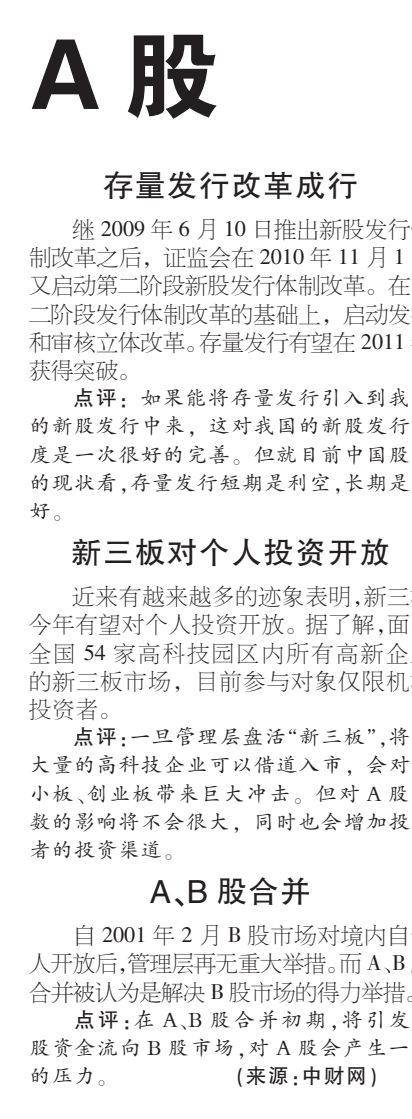 A 股
存量发行改革成行
继 2009 年 6 月 10 日推出新股发行
制改革之后，证监会在 2010 年 11 月 1
又启动第二阶段新股发行体制改革。在
二阶段发行体制改革的基础上，启动发
和审核立体改革。存量发行有望在 2011
获得突破。
点评：如果能将存量发行引入到我
的新股发行中来，这对我国的新股发行
度是一次很好的完善。但就目前中国股
的现状看，存量发行短期是利空，长期是
好。
新三板对个人投资开放
近来有越来越多的迹象表明，新三
今年有望对个人投资开放。据了解，面
全国 54 家高科技园区内所有高新企
的新三板市场，目前参与对象仅限机
投资者。
点评：一旦管理层盘活“新三板”，将
大量的高科技企业可以借道入市，会对
小板、创业板带来巨大冲击。但对 A 股
数的影响将不会很大，同时也会增加投
者的投资渠道。
A、B 股合并
自 2001 年 2 月 B 股市场对境内自
人开放后，管理层再无重大举措。而 A、B
合并被认为是解决 B 股市场的得力举措。
点评：在 A、B 股合并初期，将引发
股资金流向 B 股市场，对 A 股会产生一
的压力。 （来源：中财网）